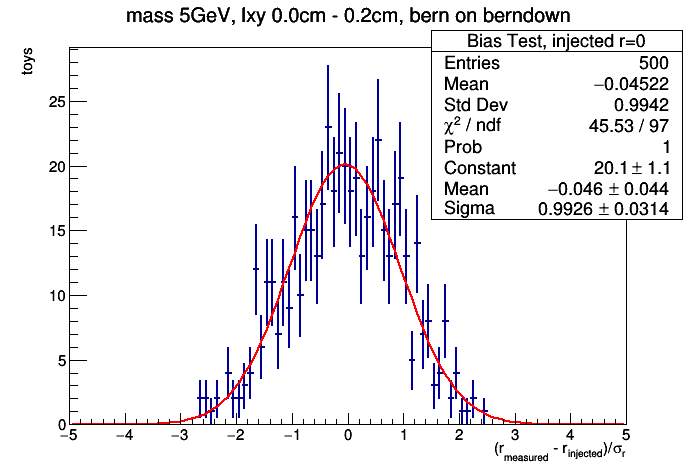 mass 5GeV, lxy 0.0cm - 0.2cm, bern on berndown
Bias Test, injected r=0
Entries 500
Mean −0.04522
Std Dev 0.9942
χ² / ndf 45.53 / 97
Prob 1
Constant 20.1 ± 1.1
Mean −0.046 ± 0.044
Sigma 0.9926 ± 0.0314
toys
25
20
15
10
5
0
−5 −4 −3 −2 −1 0 1 2 3 4 5
(r_measured - r_injected)/σ_r